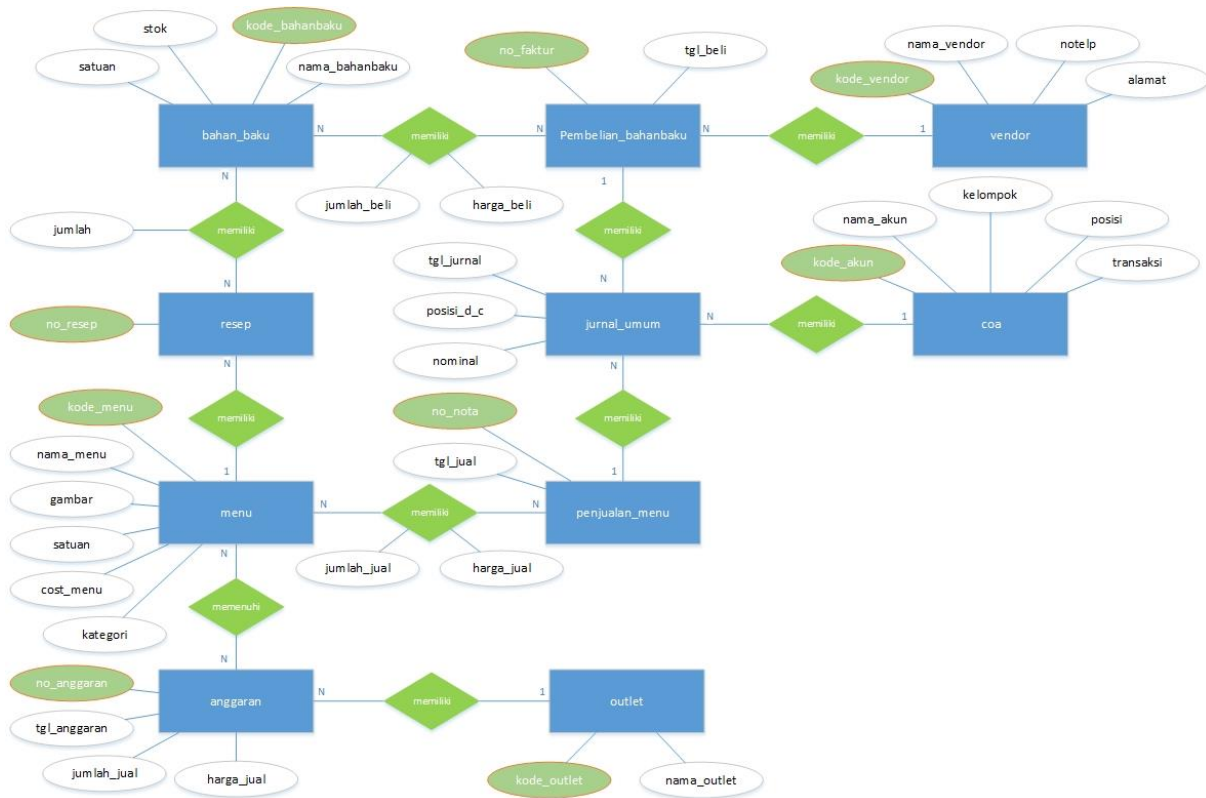 stok
kode_bahanbaku
satuan
nama_bahanbaku
bahan_baku
no_faktur
tgl_beli
nama_vendor
notelp
kode_vendor
alamat
N
memiliki
N
Pembelian_bahanbaku
N
memiliki
1
vendor
jumlah_beli
harga_beli
N
jumlah
memiliki
N
1
memiliki
N
kelompok
nama_akun
posisi
kode_akun
transaksi
no_resep
resep
tgl_jurnal
posisi_d_c
nominal
jurnal_umum
N
memiliki
1
coa
N
memiliki
1
N
memiliki
1
kode_menu
nama_menu
gambar
satuan
cost_menu
kategori
menu
no_nota
tgl_jual
N
memiliki
N
penjualan_menu
jumlah_jual
harga_jual
N
memenuhi
N
no_anggaran
tgl_anggaran
jumlah_jual
harga_jual
anggaran
N
memiliki
1
outlet
kode_outlet
nama_outlet